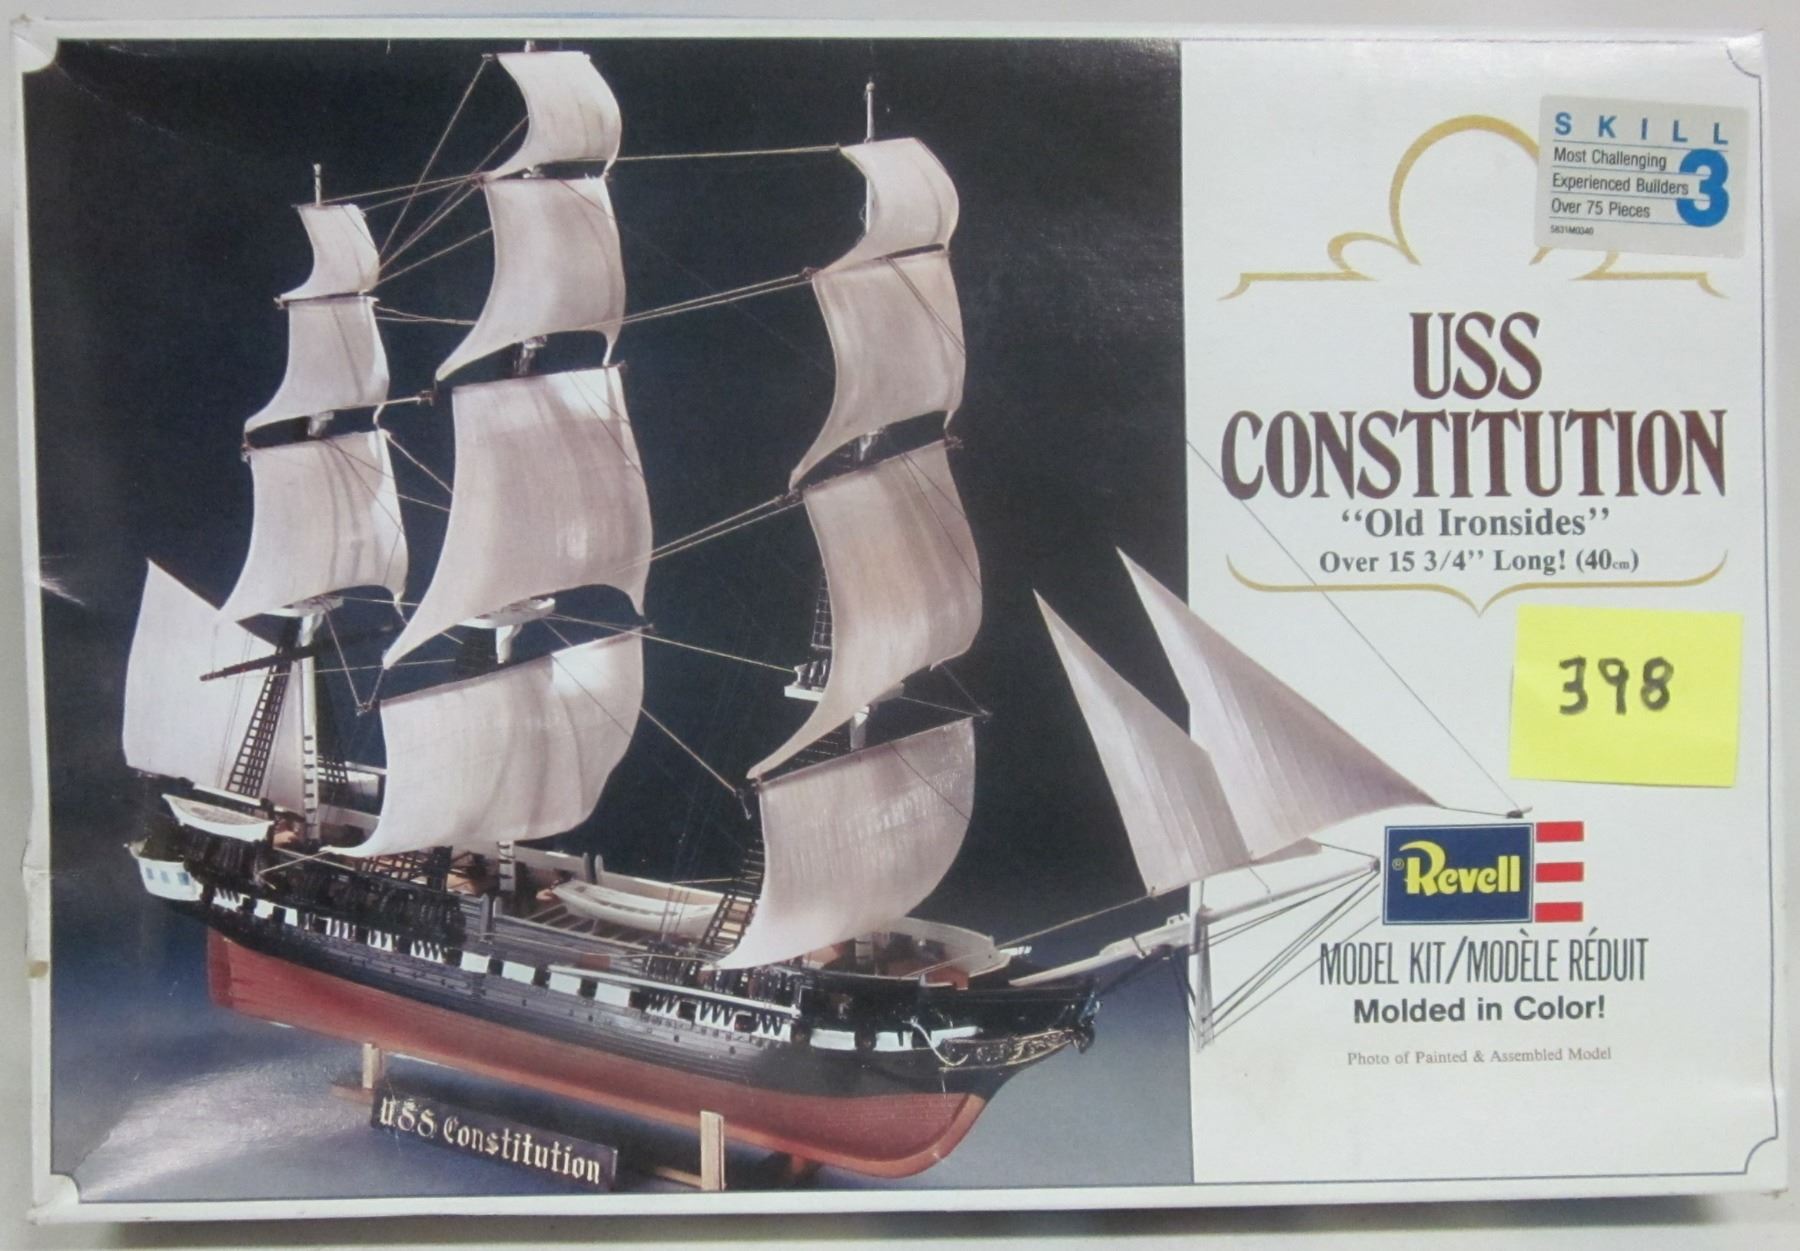 SKILL
Most Challenging
Experienced Builders
Over 75 Pieces
3
5831M0340
USS
CONSTITUTION
“Old Ironsides”
Over 15 3/4” Long! (40cm)
398
® Revell
MODEL KIT/MODÈLE RÉDUIT
Molded in Color!
Photo of Painted & Assembled Model
U.S.S. Constitution